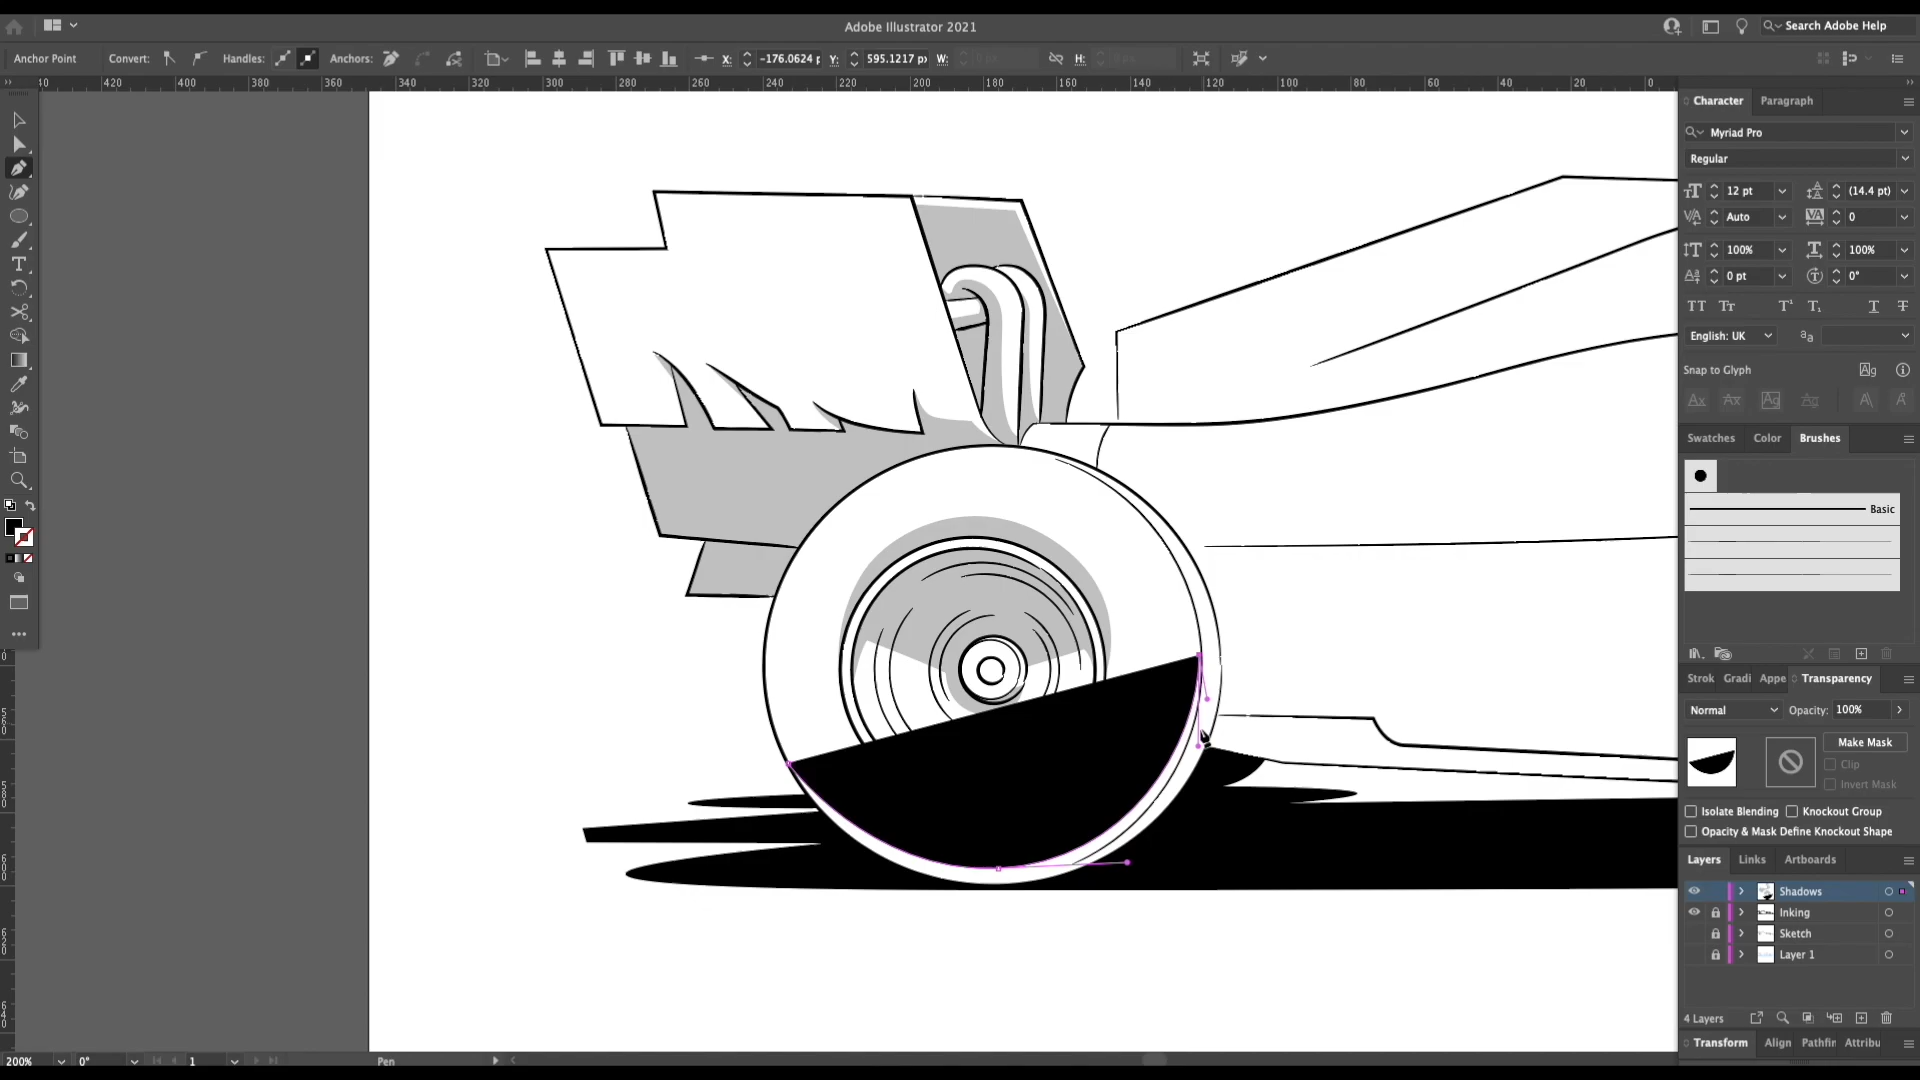 Adobe Illustrator 2021
Search Adobe Help
Anchor Point
Convert:
Handles:
Anchors:
X:
-176.0624 p
Y:
595.1217 px
W:
H:
40 420 400 380 360 340 320 300 280 260 240 220 200 180 160 140 120 100 80 60 40 20 0
Character Paragraph
Myriad Pro
Regular
12 pt (14.4 pt)
Auto 0
100% 100%
0 pt 0°
English: UK
Snap to Glyph
Swatches Color Brushes
Basic
Strok Gradi Appe Transparency
Normal Opacity: 100%
Make Mask
Clip
Invert Mask
Isolate Blending Knockout Group
Opacity & Mask Define Knockout Shape
Layers Links Artboards
Shadows
Inking
Sketch
Layer 1
4 Layers
Transform Align Pathfin Attribu
200% 0° 1 Pen